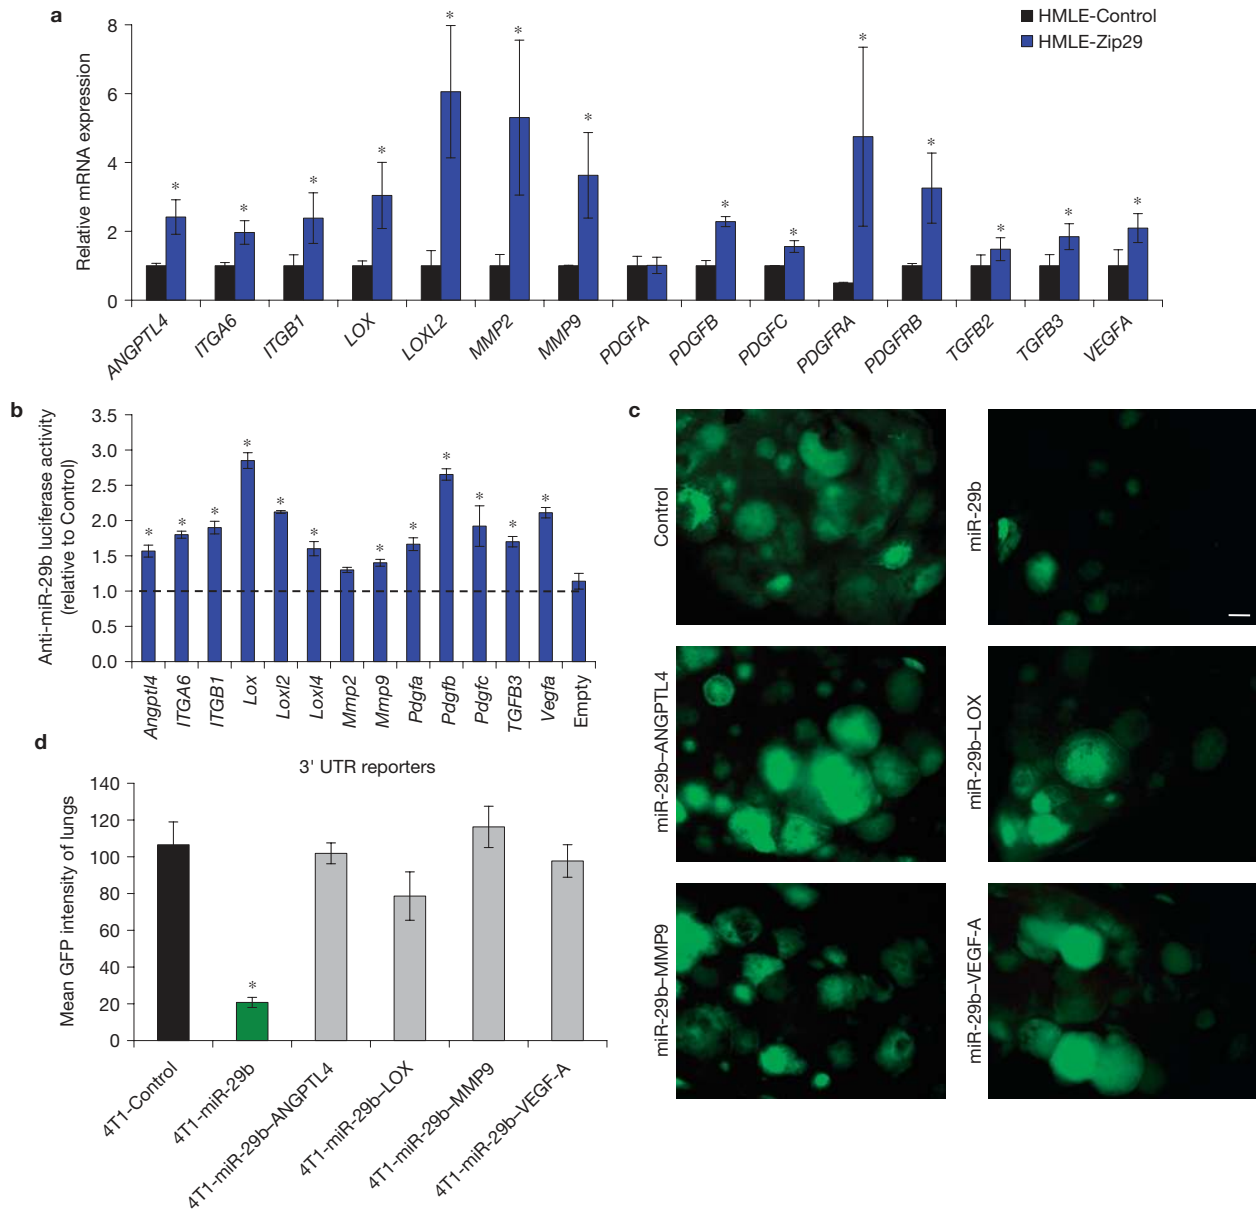 a
HMLE-Control
HMLE-Zip29
Relative mRNA expression
8
6
4
2
0
*
*
*
*
*
*
*
*
*
*
*
*
*
*
ANGPTL4
ITGA6
ITGB1
LOX
LOXL2
MMP2
MMP9
PDGFA
PDGFB
PDGFC
PDGFRA
PDGFRB
TGFB2
TGFB3
VEGFA
b
Anti-miR-29b luciferase activity
(relative to Control)
3.5
3.0
2.5
2.0
1.5
1.0
0.5
0.0
*
*
*
*
*
*
*
*
*
*
*
*
Angptl4
ITGA6
ITGB1
Lox
Loxl2
Loxl4
Mmp2
Mmp9
Pdgfa
Pdgfb
Pdgfc
TGFB3
Vegfa
Empty
3' UTR reporters
c
Control
miR-29b
miR-29b–ANGPTL4
miR-29b–LOX
miR-29b–MMP9
miR-29b–VEGF-A
d
Mean GFP intensity of lungs
140
120
100
80
60
40
20
0
*
4T1-Control
4T1-miR-29b
4T1-miR-29b–ANGPTL4
4T1-miR-29b–LOX
4T1-miR-29b–MMP9
4T1-miR-29b–VEGF-A